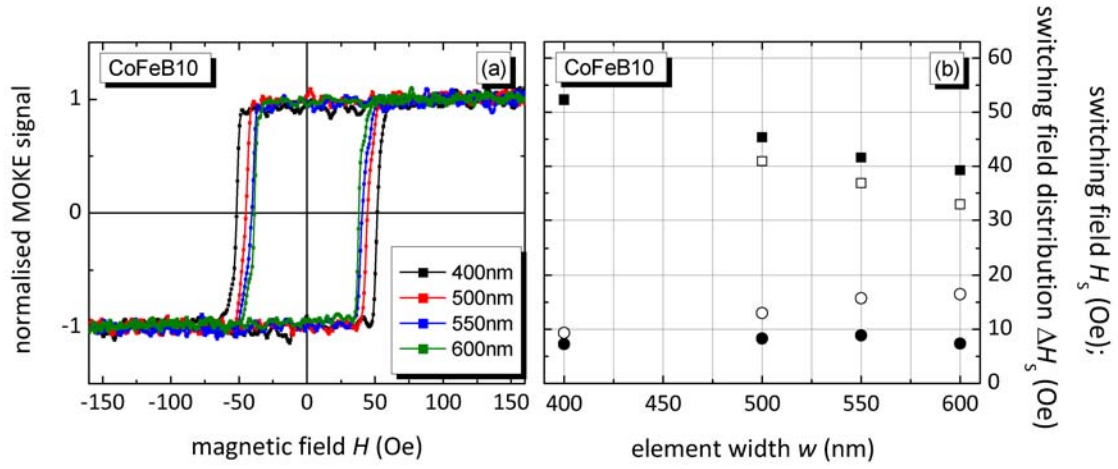 CoFeB10
(a)
1
0
-1
normalised MOKE signal
400nm
500nm
550nm
600nm
-150
-100
-50
0
50
100
150
magnetic field H (Oe)
CoFeB10
(b)
60
50
40
30
20
10
0
400
450
500
550
600
element width w (nm)
switching field Hs (Oe);
switching field distribution ΔHs (Oe)